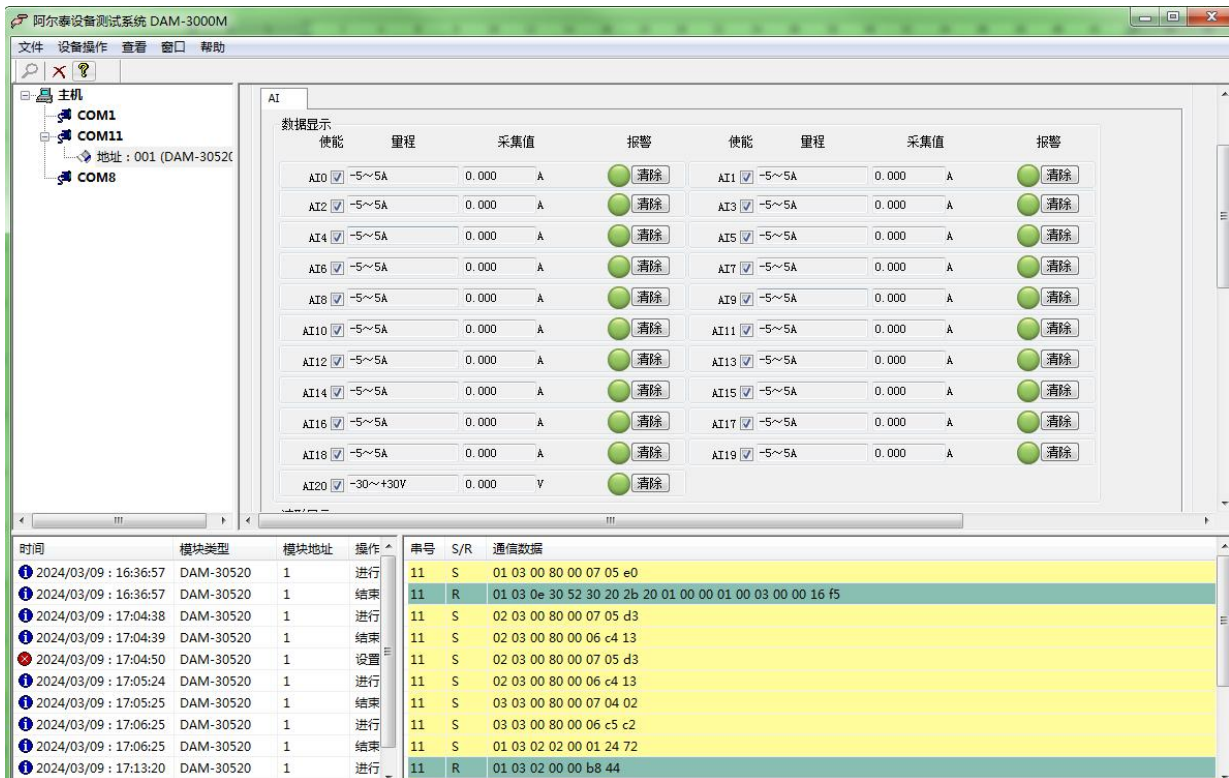 阿尔泰设备测试系统 DAM-3000M
文件 设备操作 查看 窗口 帮助
主机
COM1
COM11
地址：001 (DAM-30520
COM8
AI
数据显示
使能 量程 采集值 报警 使能 量程 采集值 报警
AI0 -5～5A 0.000 A 清除 AI1 -5～5A 0.000 A 清除
AI2 -5～5A 0.000 A 清除 AI3 -5～5A 0.000 A 清除
AI4 -5～5A 0.000 A 清除 AI5 -5～5A 0.000 A 清除
AI6 -5～5A 0.000 A 清除 AI7 -5～5A 0.000 A 清除
AI8 -5～5A 0.000 A 清除 AI9 -5～5A 0.000 A 清除
AI10 -5～5A 0.000 A 清除 AI11 -5～5A 0.000 A 清除
AI12 -5～5A 0.000 A 清除 AI13 -5～5A 0.000 A 清除
AI14 -5～5A 0.000 A 清除 AI15 -5～5A 0.000 A 清除
AI16 -5～5A 0.000 A 清除 AI17 -5～5A 0.000 A 清除
AI18 -5～5A 0.000 A 清除 AI19 -5～5A 0.000 A 清除
AI20 -30～+30V 0.000 V 清除
时间 模块类型 模块地址 操作
2024/03/09 : 16:36:57 DAM-30520 1 进行
2024/03/09 : 16:36:57 DAM-30520 1 结束
2024/03/09 : 17:04:38 DAM-30520 1 进行
2024/03/09 : 17:04:39 DAM-30520 1 结束
2024/03/09 : 17:04:50 DAM-30520 1 设置
2024/03/09 : 17:05:24 DAM-30520 1 进行
2024/03/09 : 17:05:25 DAM-30520 1 结束
2024/03/09 : 17:06:25 DAM-30520 1 进行
2024/03/09 : 17:06:25 DAM-30520 1 结束
2024/03/09 : 17:13:20 DAM-30520 1 进行
串号 S/R 通信数据
11 S 01 03 00 80 00 07 05 e0
11 R 01 03 0e 30 52 30 20 2b 20 01 00 00 01 00 03 00 00 16 f5
11 S 02 03 00 80 00 07 05 d3
11 S 02 03 00 80 00 06 c4 13
11 S 02 03 00 80 00 07 05 d3
11 S 02 03 00 80 00 06 c4 13
11 S 03 03 00 80 00 07 04 02
11 S 03 03 00 80 00 06 c5 c2
11 S 01 03 02 02 00 01 24 72
11 R 01 03 02 00 00 b8 44